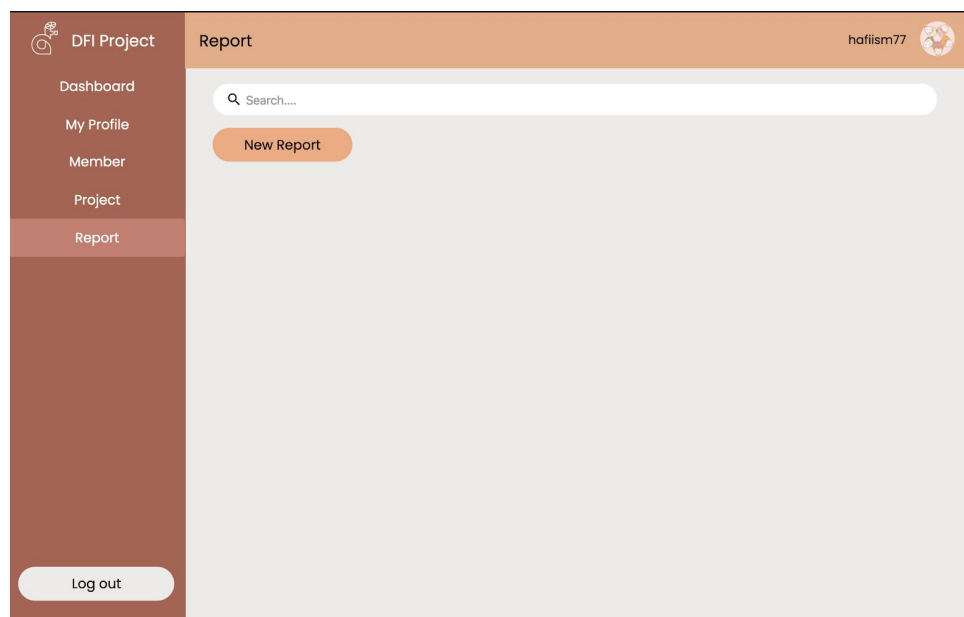 DFI Project
Dashboard
My Profile
Member
Project
Report
Log out
Report
hafiism77
Search....
New Report